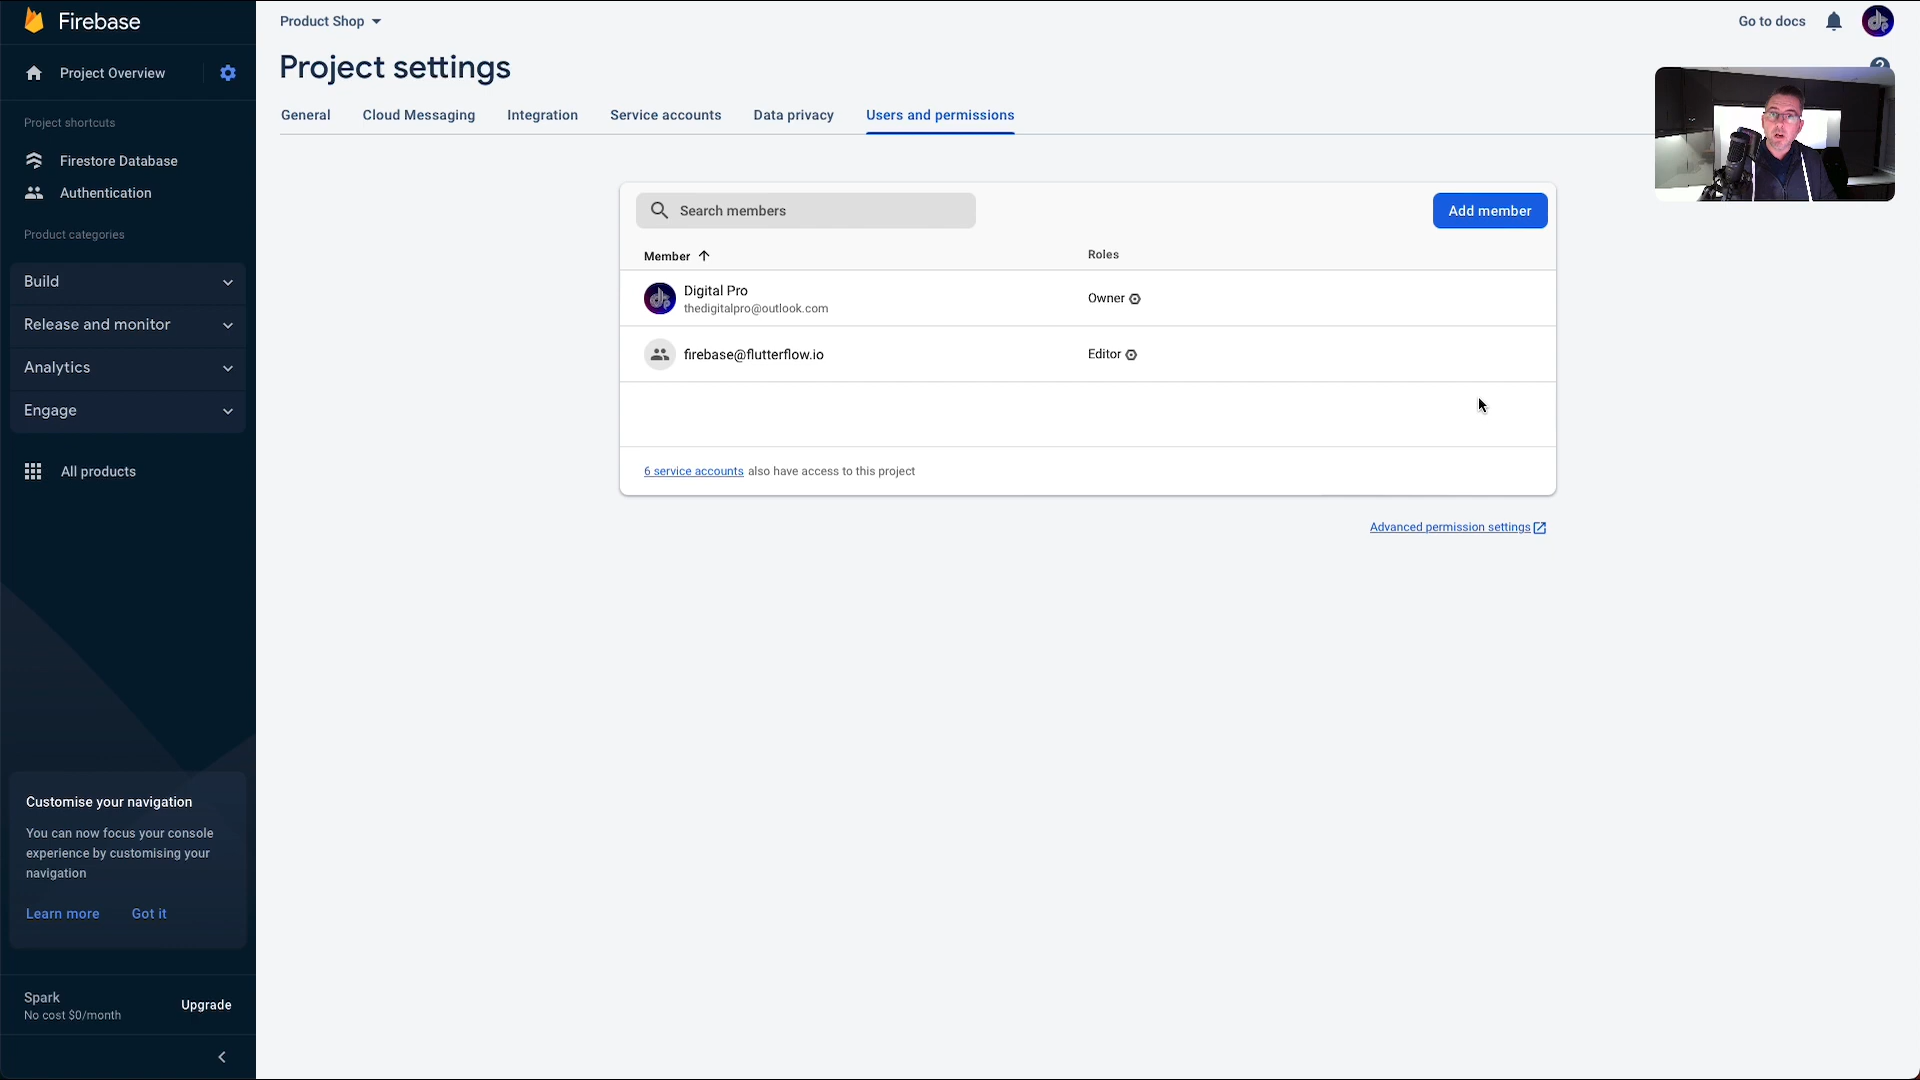 Firebase
Product Shop
Go to docs
Project Overview
Project settings
General
Cloud Messaging
Integration
Service accounts
Data privacy
Users and permissions
Project shortcuts
Firestore Database
Authentication
Product categories
Build
Release and monitor
Analytics
Engage
All products
Search members
Add member
Member
Roles
Digital Pro
thedigitalpro@outlook.com
Owner
firebase@flutterflow.io
Editor
6 service accounts also have access to this project
Advanced permission settings
Customise your navigation
You can now focus your console
experience by customising your
navigation
Learn more
Got it
Spark
No cost $0/month
Upgrade